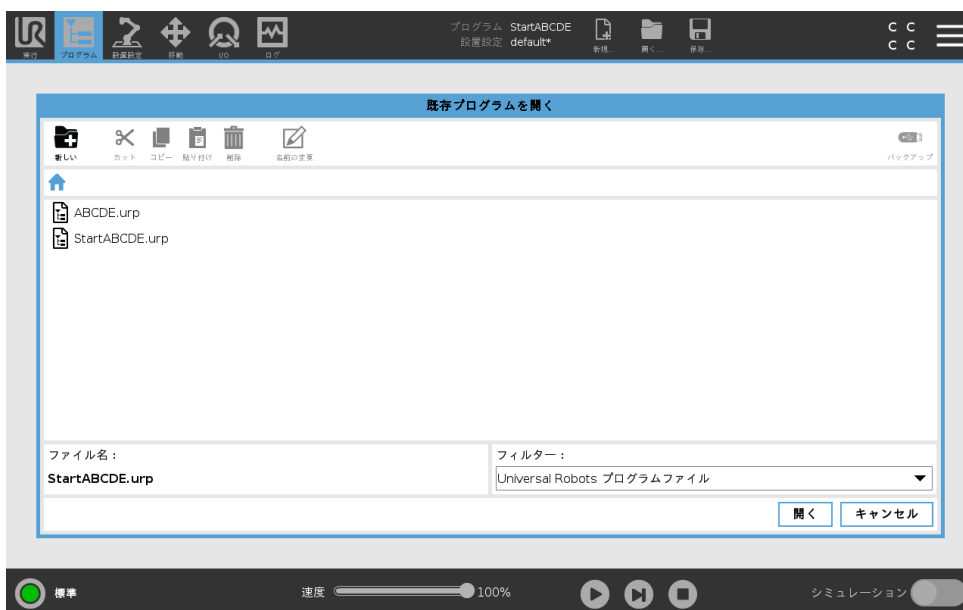 プログラム StartABCDE
設置設定 default*
実行 プログラム 設置設定 移動 I/O ログ 新規... 開く... 保存...
C C
C C
既存プログラムを開く
新しい カット コピー 貼り付け 削除 名前の変更 バックアップ
ABCDE.urp
StartABCDE.urp
ファイル名： フィルター：
StartABCDE.urp Universal Robots プログラムファイル
開く キャンセル
標準 速度 100% シミュレーション